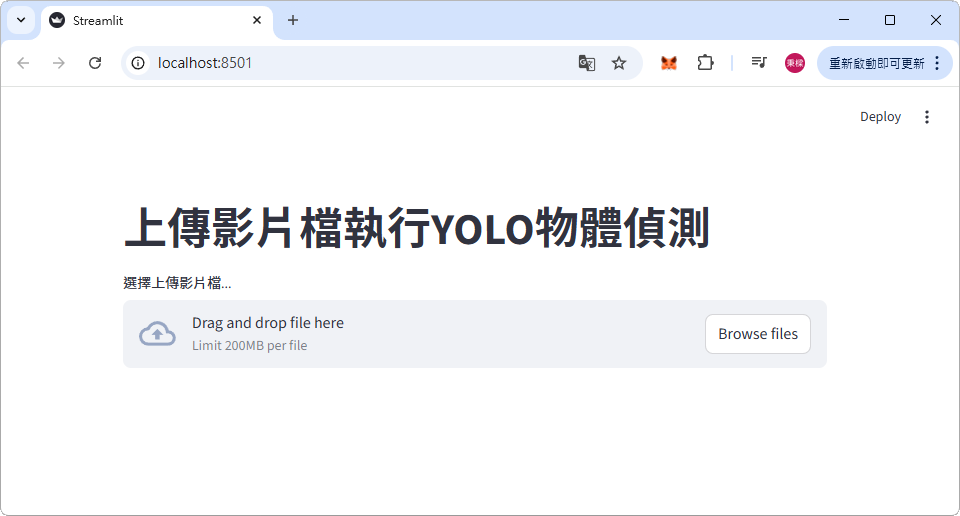 Streamlit
localhost:8501
秉樑
重新啟動即可更新
Deploy
上傳影片檔執行YOLO物體偵測
選擇上傳影片檔...
Drag and drop file here
Limit 200MB per file
Browse files